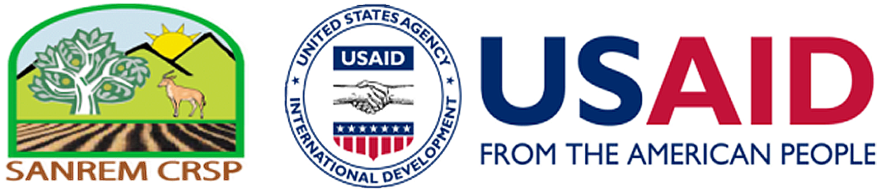 SANREM CRSP
UNITED STATES AGENCY
USAID
INTERNATIONAL DEVELOPMENT
USAID
FROM THE AMERICAN PEOPLE